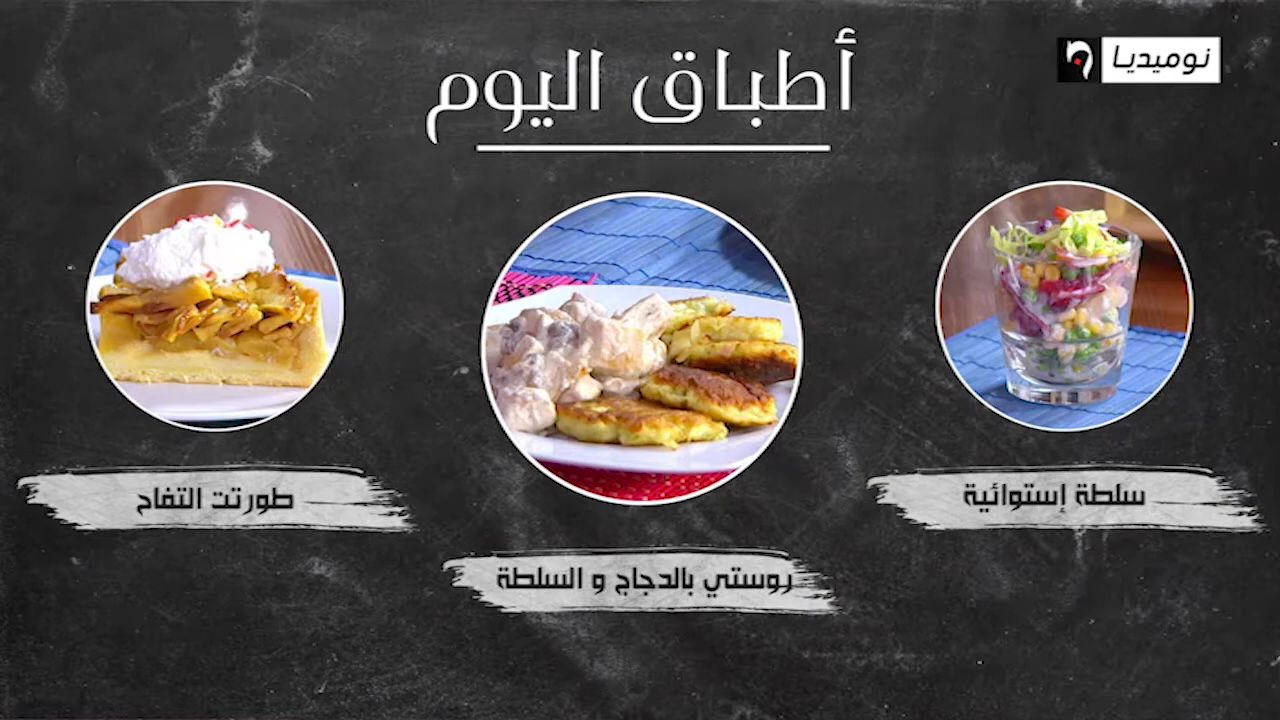 أطباق اليوم
نوميديا
سلطة إستوائية
روستي بالدجاج و السلطة
طورتت التفاح